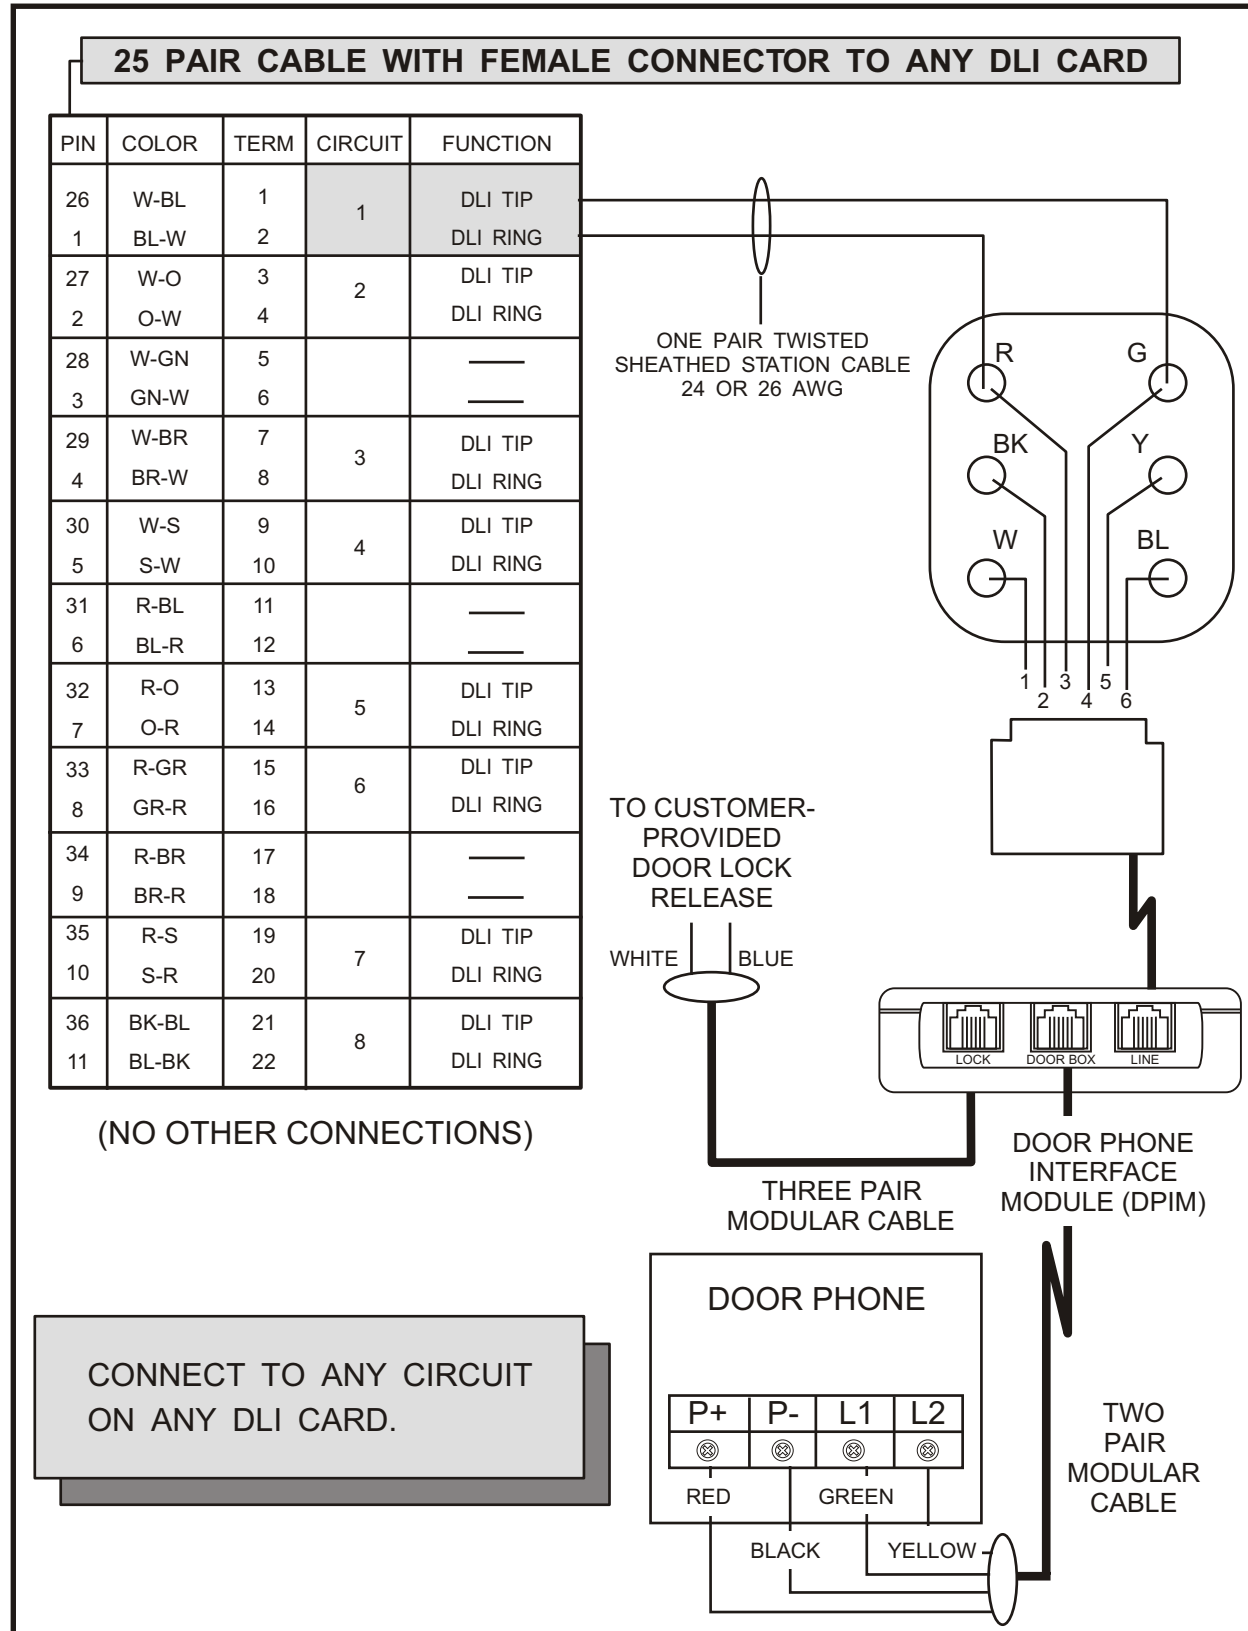 25 PAIR CABLE WITH FEMALE CONNECTOR TO ANY DLI CARD
PIN COLOR TERM CIRCUIT FUNCTION
26 W-BL 1 1 DLI TIP
1 BL-W 2 DLI RING
27 W-O 3 2 DLI TIP
2 O-W 4 DLI RING
28 W-GN 5
3 GN-W 6
29 W-BR 7 3 DLI TIP
4 BR-W 8 DLI RING
30 W-S 9 4 DLI TIP
5 S-W 10 DLI RING
31 R-BL 11
6 BL-R 12
32 R-O 13 5 DLI TIP
7 O-R 14 DLI RING
33 R-GR 15 6 DLI TIP
8 GR-R 16 DLI RING
34 R-BR 17
9 BR-R 18
35 R-S 19 7 DLI TIP
10 S-R 20 DLI RING
36 BK-BL 21 8 DLI TIP
11 BL-BK 22 DLI RING
(NO OTHER CONNECTIONS)
ONE PAIR TWISTED
SHEATHED STATION CABLE
24 OR 26 AWG
R G
BK Y
W BL
1 2 3 4 5 6
TO CUSTOMER-
PROVIDED
DOOR LOCK
RELEASE
WHITE BLUE
LOCK DOOR BOX LINE
THREE PAIR
MODULAR CABLE
DOOR PHONE
INTERFACE
MODULE (DPIM)
DOOR PHONE
P+ P- L1 L2
RED GREEN
BLACK YELLOW
TWO
PAIR
MODULAR
CABLE
CONNECT TO ANY CIRCUIT
ON ANY DLI CARD.